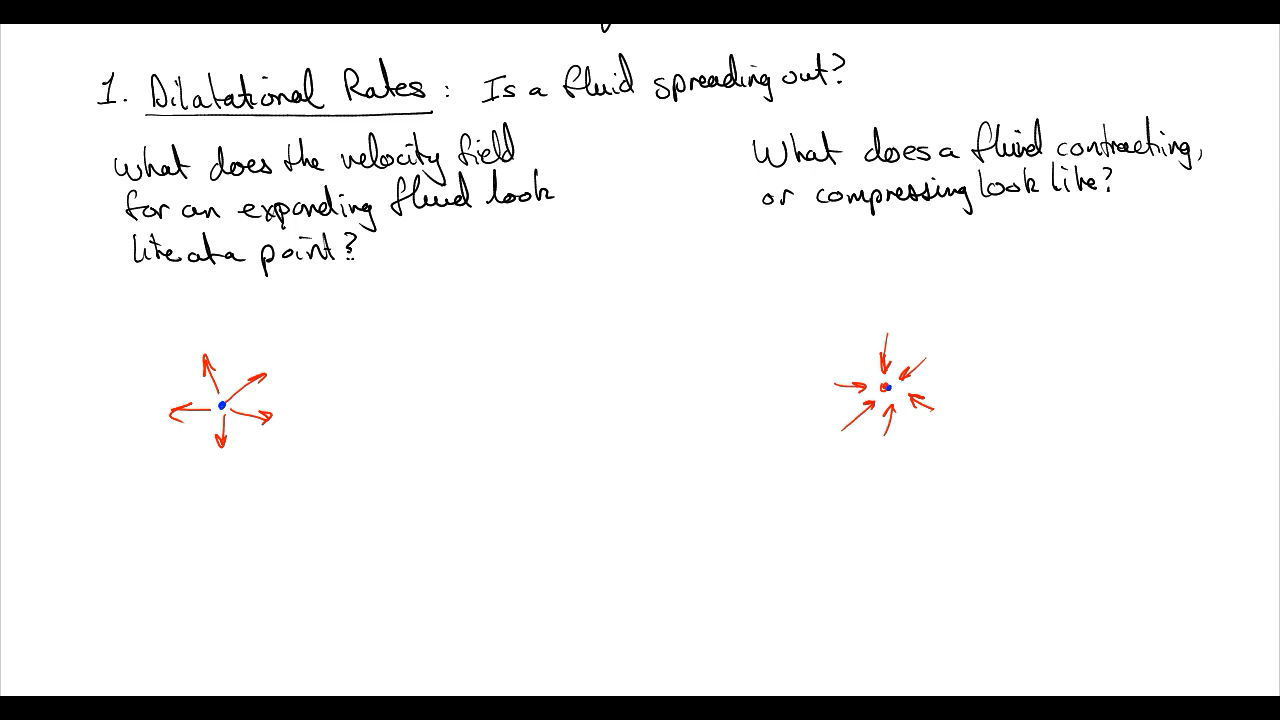 1. Dilatational Rates: Is a fluid spreading out?
What does the velocity field
for an expanding fluid look
like at a point?
What does a fluid contracting,
or compressing look like?